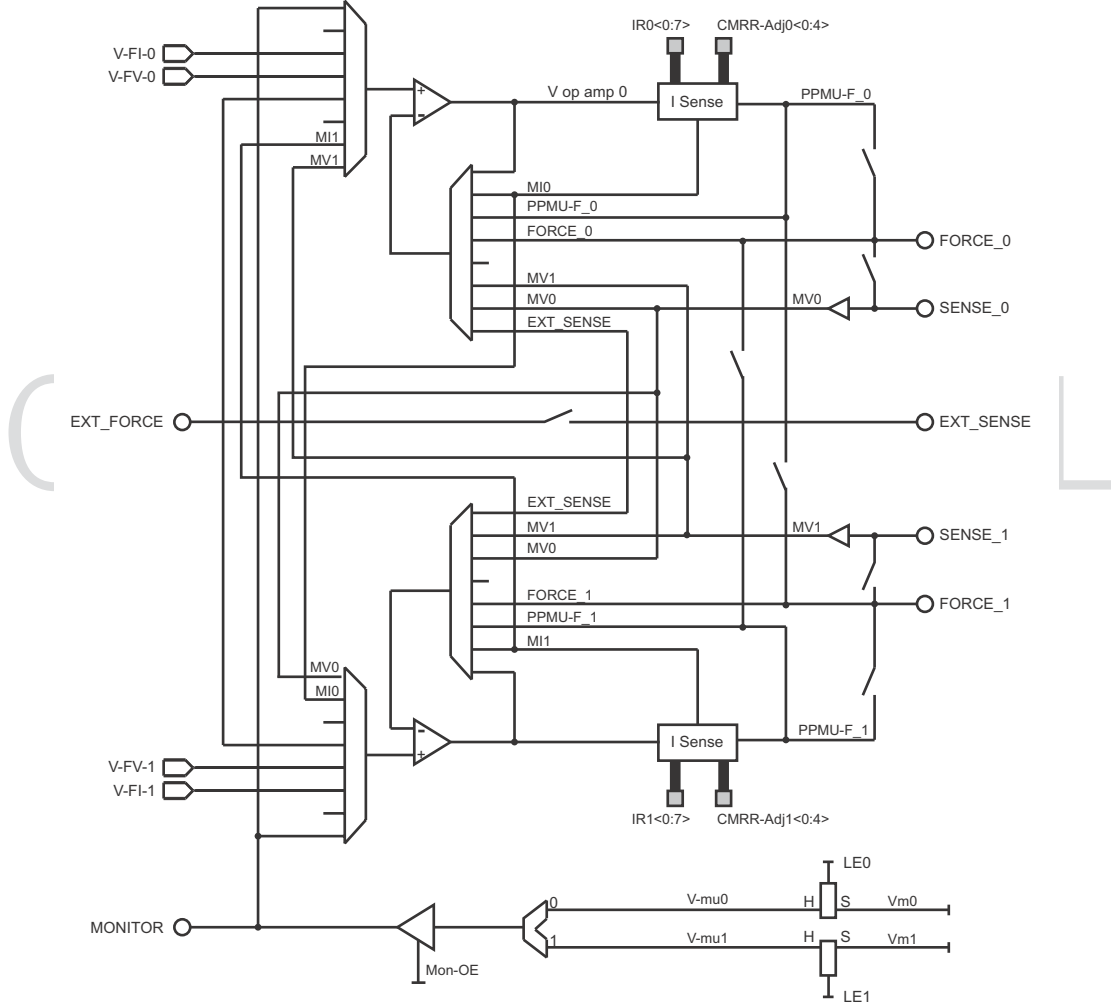 IR0<0:7> CMRR-Adj0<0:4>
V-FI-0
V-FV-0
+
-
V op amp 0
I Sense
PPMU-F_0
MI1
MV1
MI0
PPMU-F_0
FORCE_0
FORCE_0
MV1
MV0
MV0
SENSE_0
EXT_SENSE
EXT_FORCE
EXT_SENSE
EXT_SENSE
MV1
MV1
SENSE_1
MV0
FORCE_1
FORCE_1
PPMU-F_1
MI1
MV0
MI0
-
+
I Sense
PPMU-F_1
V-FV-1
V-FI-1
IR1<0:7> CMRR-Adj1<0:4>
LE0
0
V-mu0
H S
Vm0
MONITOR
1
V-mu1
H S
Vm1
Mon-OE
LE1